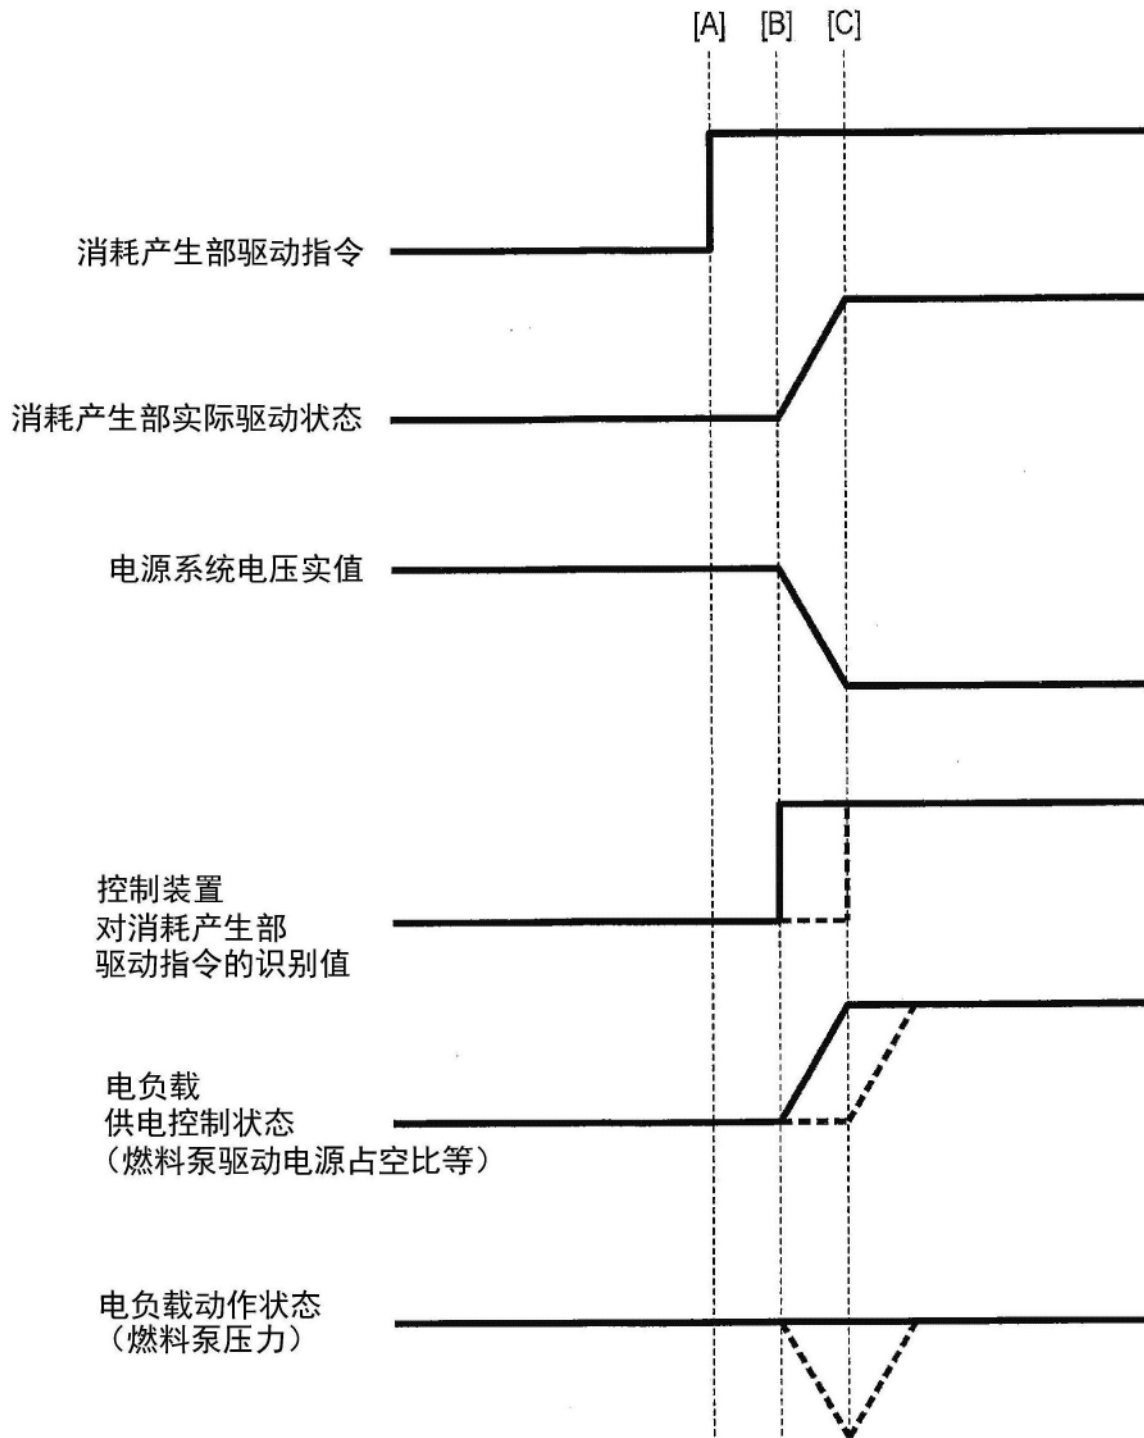 [A] [B] [C]
消耗产生部驱动指令
消耗产生部实际驱动状态
电源系统电压实值
控制装置
对消耗产生部
驱动指令的识别值
电负载
供电控制状态
（燃料泵驱动电源占空比等）
电负载动作状态
（燃料泵压力）